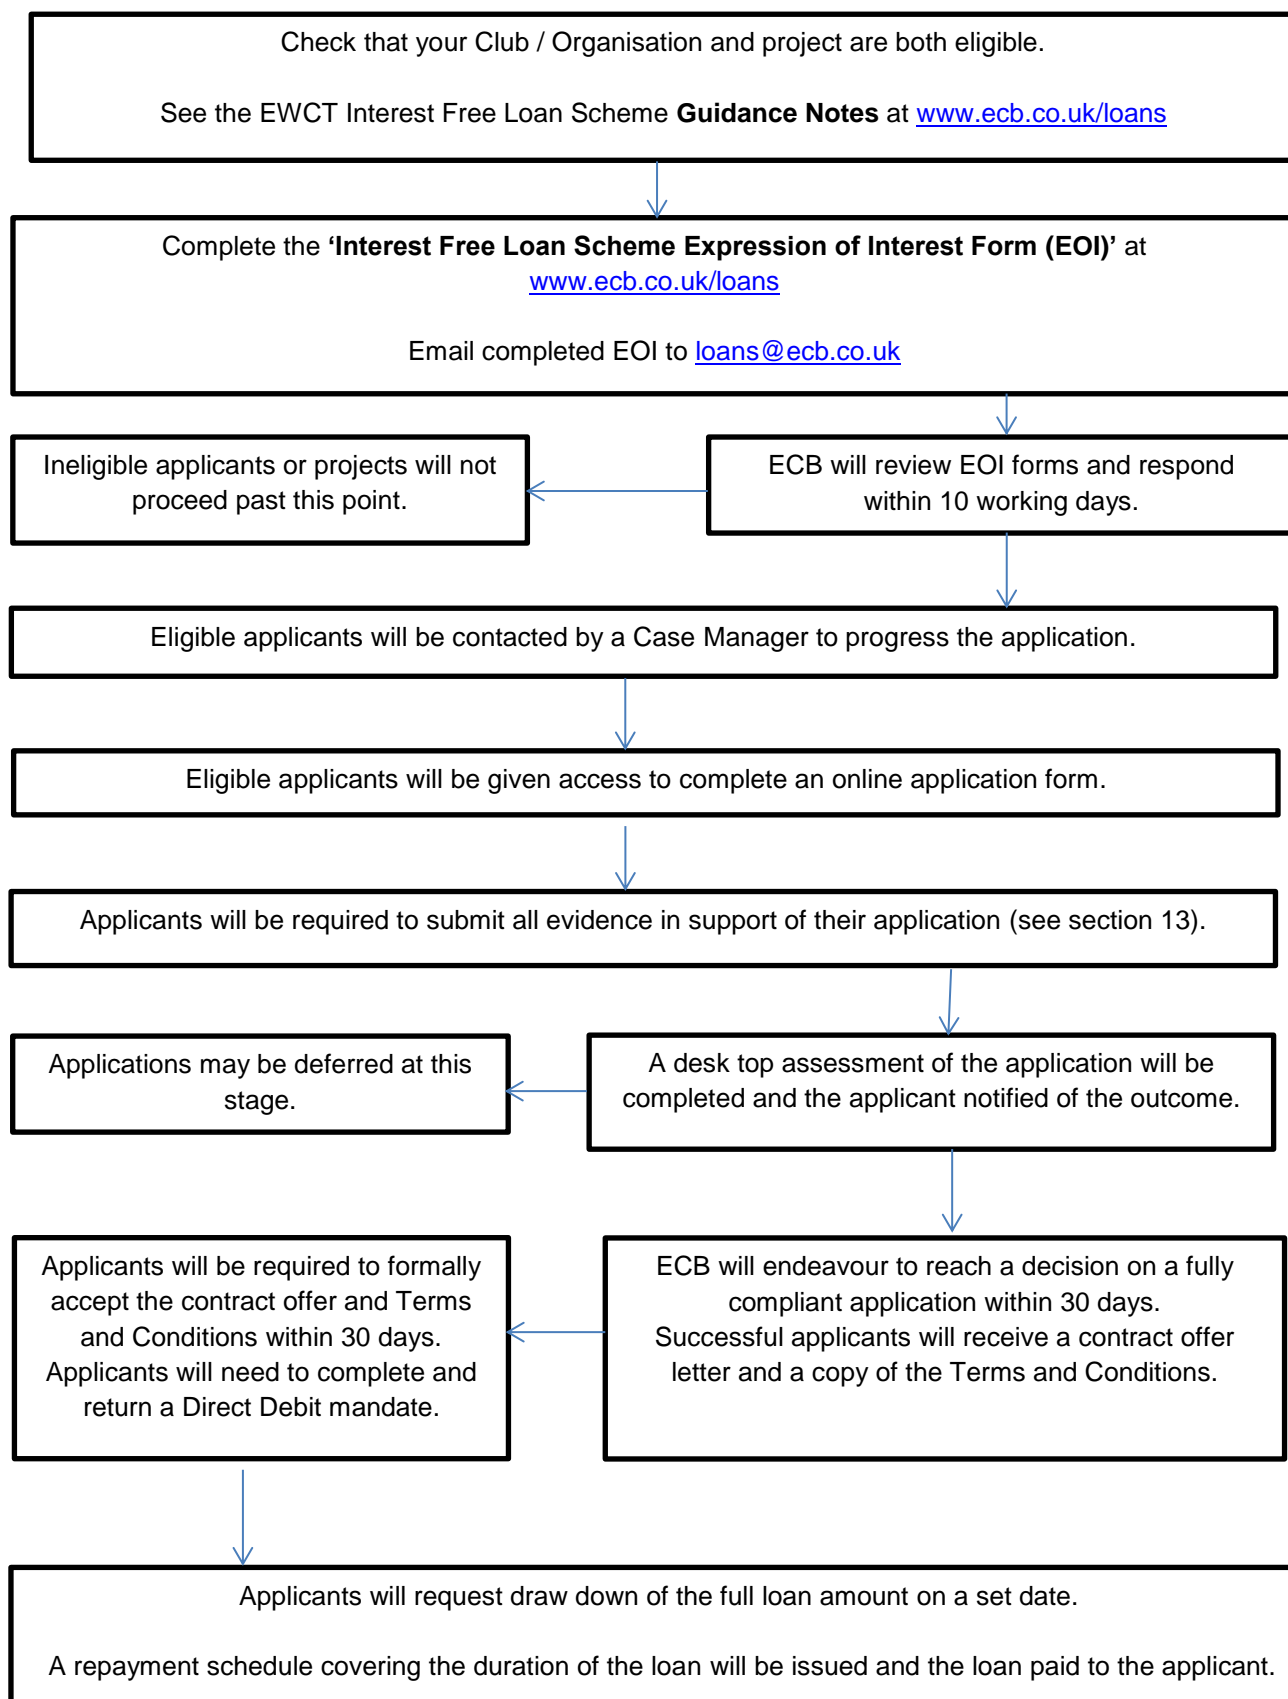 Check that your Club / Organisation and project are both eligible.
See the EWCT Interest Free Loan Scheme Guidance Notes at www.ecb.co.uk/loans
Complete the ‘Interest Free Loan Scheme Expression of Interest Form (EOI)’ at
www.ecb.co.uk/loans
Email completed EOI to loans@ecb.co.uk
Ineligible applicants or projects will not
proceed past this point.
ECB will review EOI forms and respond
within 10 working days.
Eligible applicants will be contacted by a Case Manager to progress the application.
Eligible applicants will be given access to complete an online application form.
Applicants will be required to submit all evidence in support of their application (see section 13).
Applications may be deferred at this
stage.
A desk top assessment of the application will be
completed and the applicant notified of the outcome.
Applicants will be required to formally
accept the contract offer and Terms
and Conditions within 30 days.
Applicants will need to complete and
return a Direct Debit mandate.
ECB will endeavour to reach a decision on a fully
compliant application within 30 days.
Successful applicants will receive a contract offer
letter and a copy of the Terms and Conditions.
Applicants will request draw down of the full loan amount on a set date.
A repayment schedule covering the duration of the loan will be issued and the loan paid to the applicant.